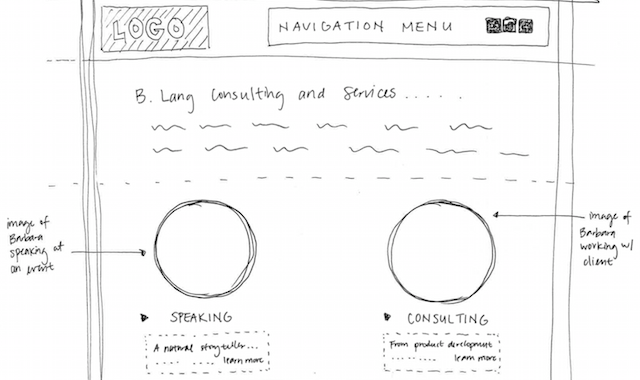 LOGO
NAVIGATION MENU
B. Lang Consulting and Services.....
image of
Barbara
speaking at
an event
image of
Barbara
working w/
client
SPEAKING
CONSULTING
A natural storyteller...
..... .... learn more
From product development
..... .... learn more